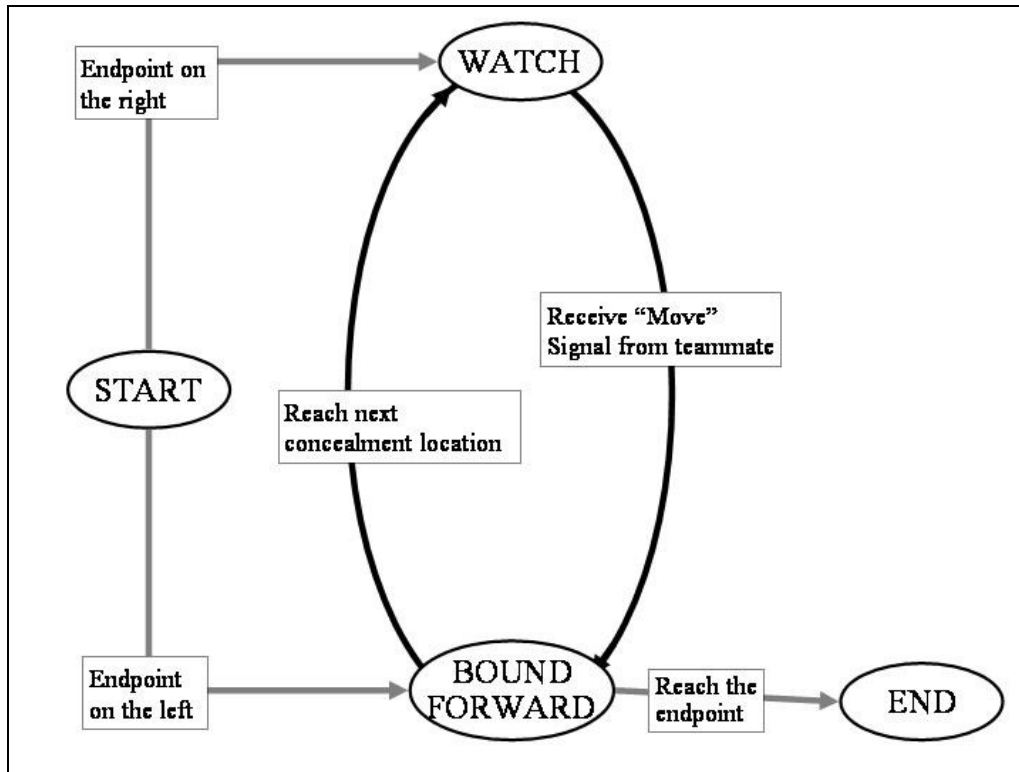 WATCH
Endpoint on
the right
Receive “Move”
Signal from teammate
START
Reach next
concealment location
Endpoint
on the left
BOUND
FORWARD
Reach the
endpoint
END